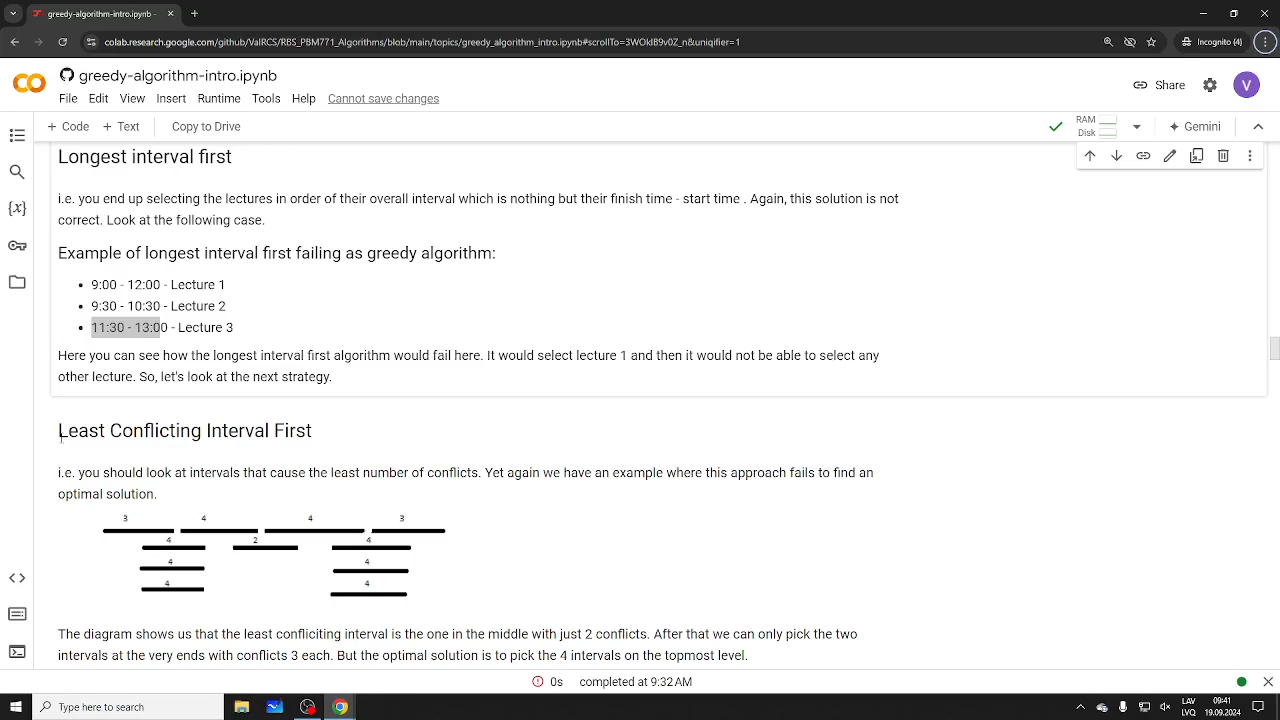 greedy-algorithm-intro.ipynb -
colab.research.google.com/github/ValRCS/RBS_PBM771_Algorithms/blob/main/topics/greedy_algorithm_intro.ipynb#scrollTo=3WOkIB9v0Z_n&uniqifier=1
Incognito (4)
greedy-algorithm-intro.ipynb
File Edit View Insert Runtime Tools Help Cannot save changes
Share
V
+ Code + Text Copy to Drive
RAM
Disk
Gemini
Longest interval first
i.e. you end up selecting the lectures in order of their overall interval which is nothing but their finish time - start time . Again, this solution is not
correct. Look at the following case.
Example of longest interval first failing as greedy algorithm:
• 9:00 - 12:00 - Lecture 1
• 9:30 - 10:30 - Lecture 2
• 11:30 - 13:00 - Lecture 3
Here you can see how the longest interval first algorithm would fail here. It would select lecture 1 and then it would not be able to select any
other lecture. So, let's look at the next strategy.
Least Conflicting Interval First
i.e. you should look at intervals that cause the least number of conflicts. Yet again we have an example where this approach fails to find an
optimal solution.
3 4 4 3
4 2 4
4 4
4 4
The diagram shows us that the least confliciting interval is the one in the middle with just 2 conflicts. After that we can only pick the two
intervals at the very ends with conflicts 3 each. But the optimal solution is to pick the 4 intervals on the topmost level.
0s completed at 9:32 AM
Type here to search
LAV
LVQ
09:41
19.09.2024